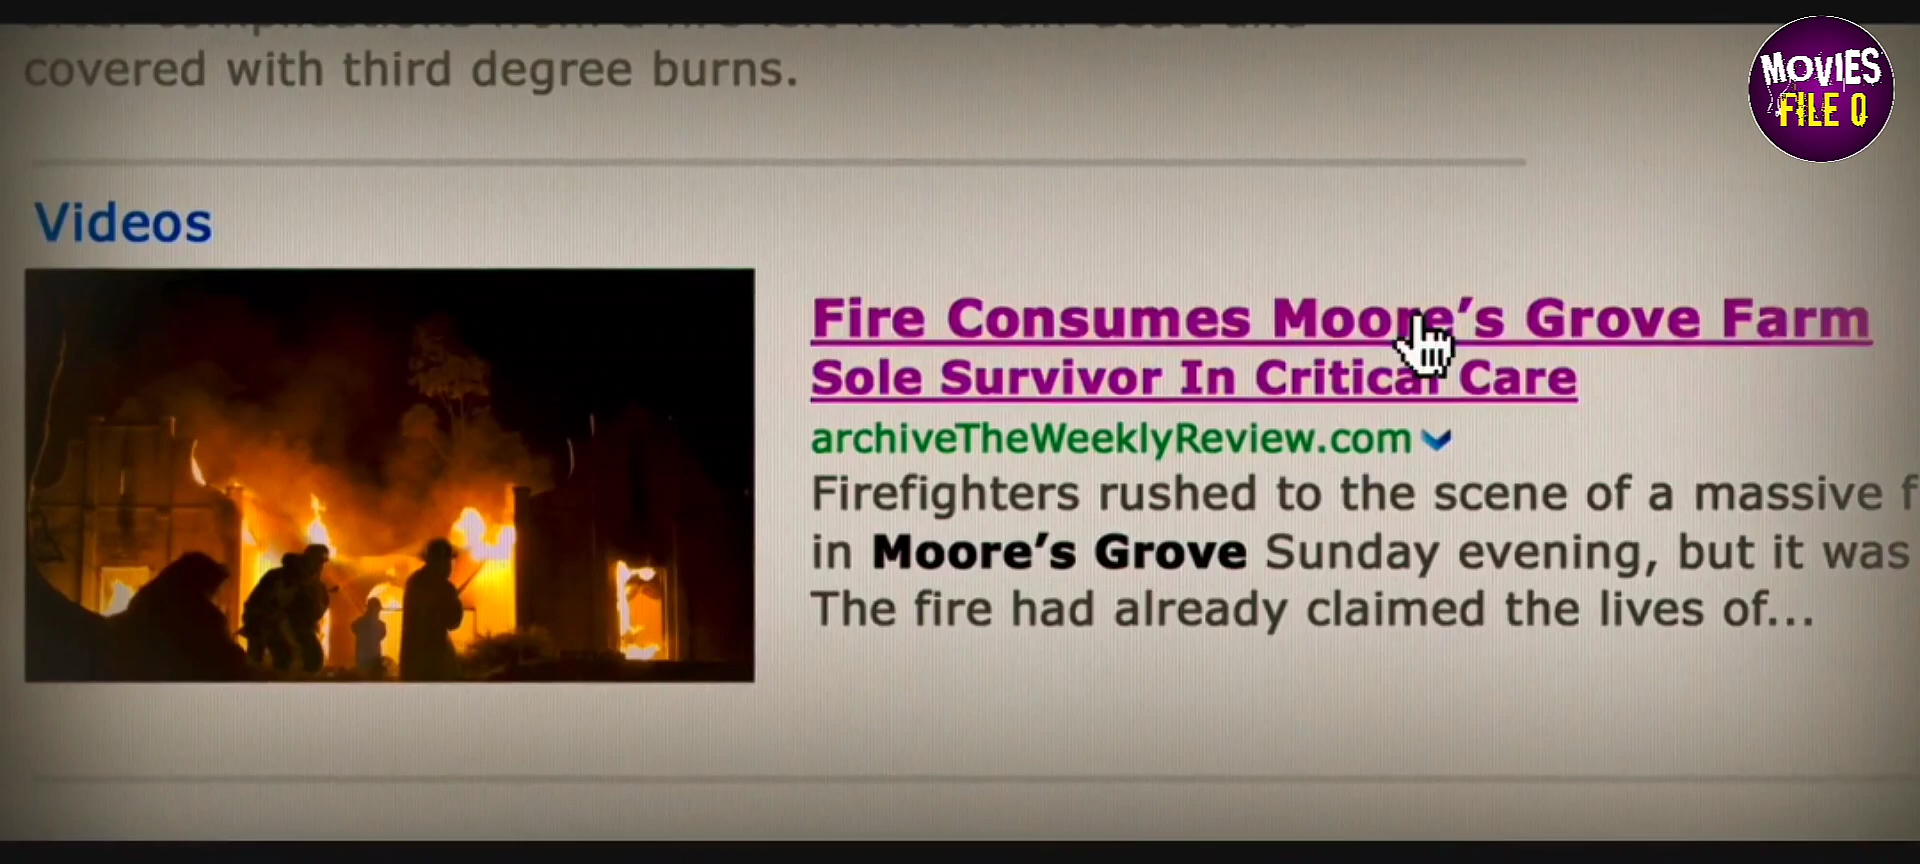 covered with third degree burns.
Videos
Fire Consumes Moore's Grove Farm
Sole Survivor In Critical Care
archiveTheWeeklyReview.com
Firefighters rushed to the scene of a massive
in Moore's Grove Sunday evening, but it was
The fire had already claimed the lives of...
MOVIES
FILE Q